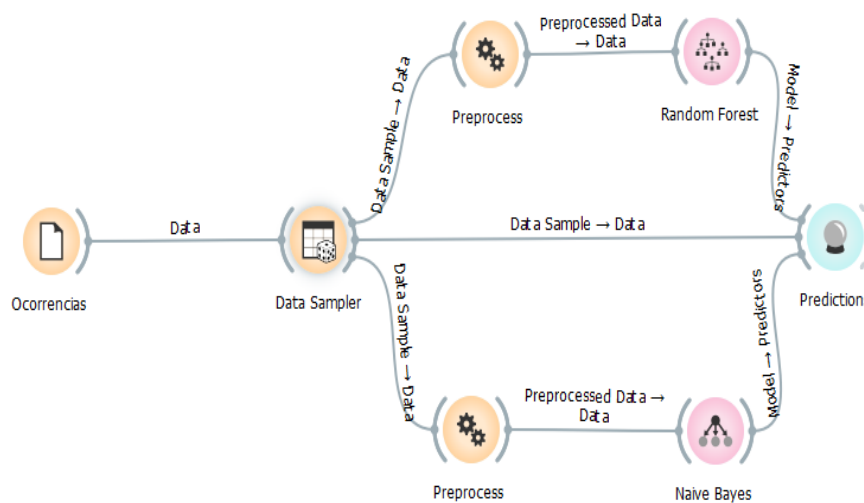 Preprocessed Data
→ Data
Preprocess
Random Forest
Data Sample → Data
Model → Predictors
Data
Data Sample → Data
Ocorrencias
Data Sampler
Prediction
Data Sample → Data
Model → Predictors
Preprocessed Data →
Data
Preprocess
Naive Bayes